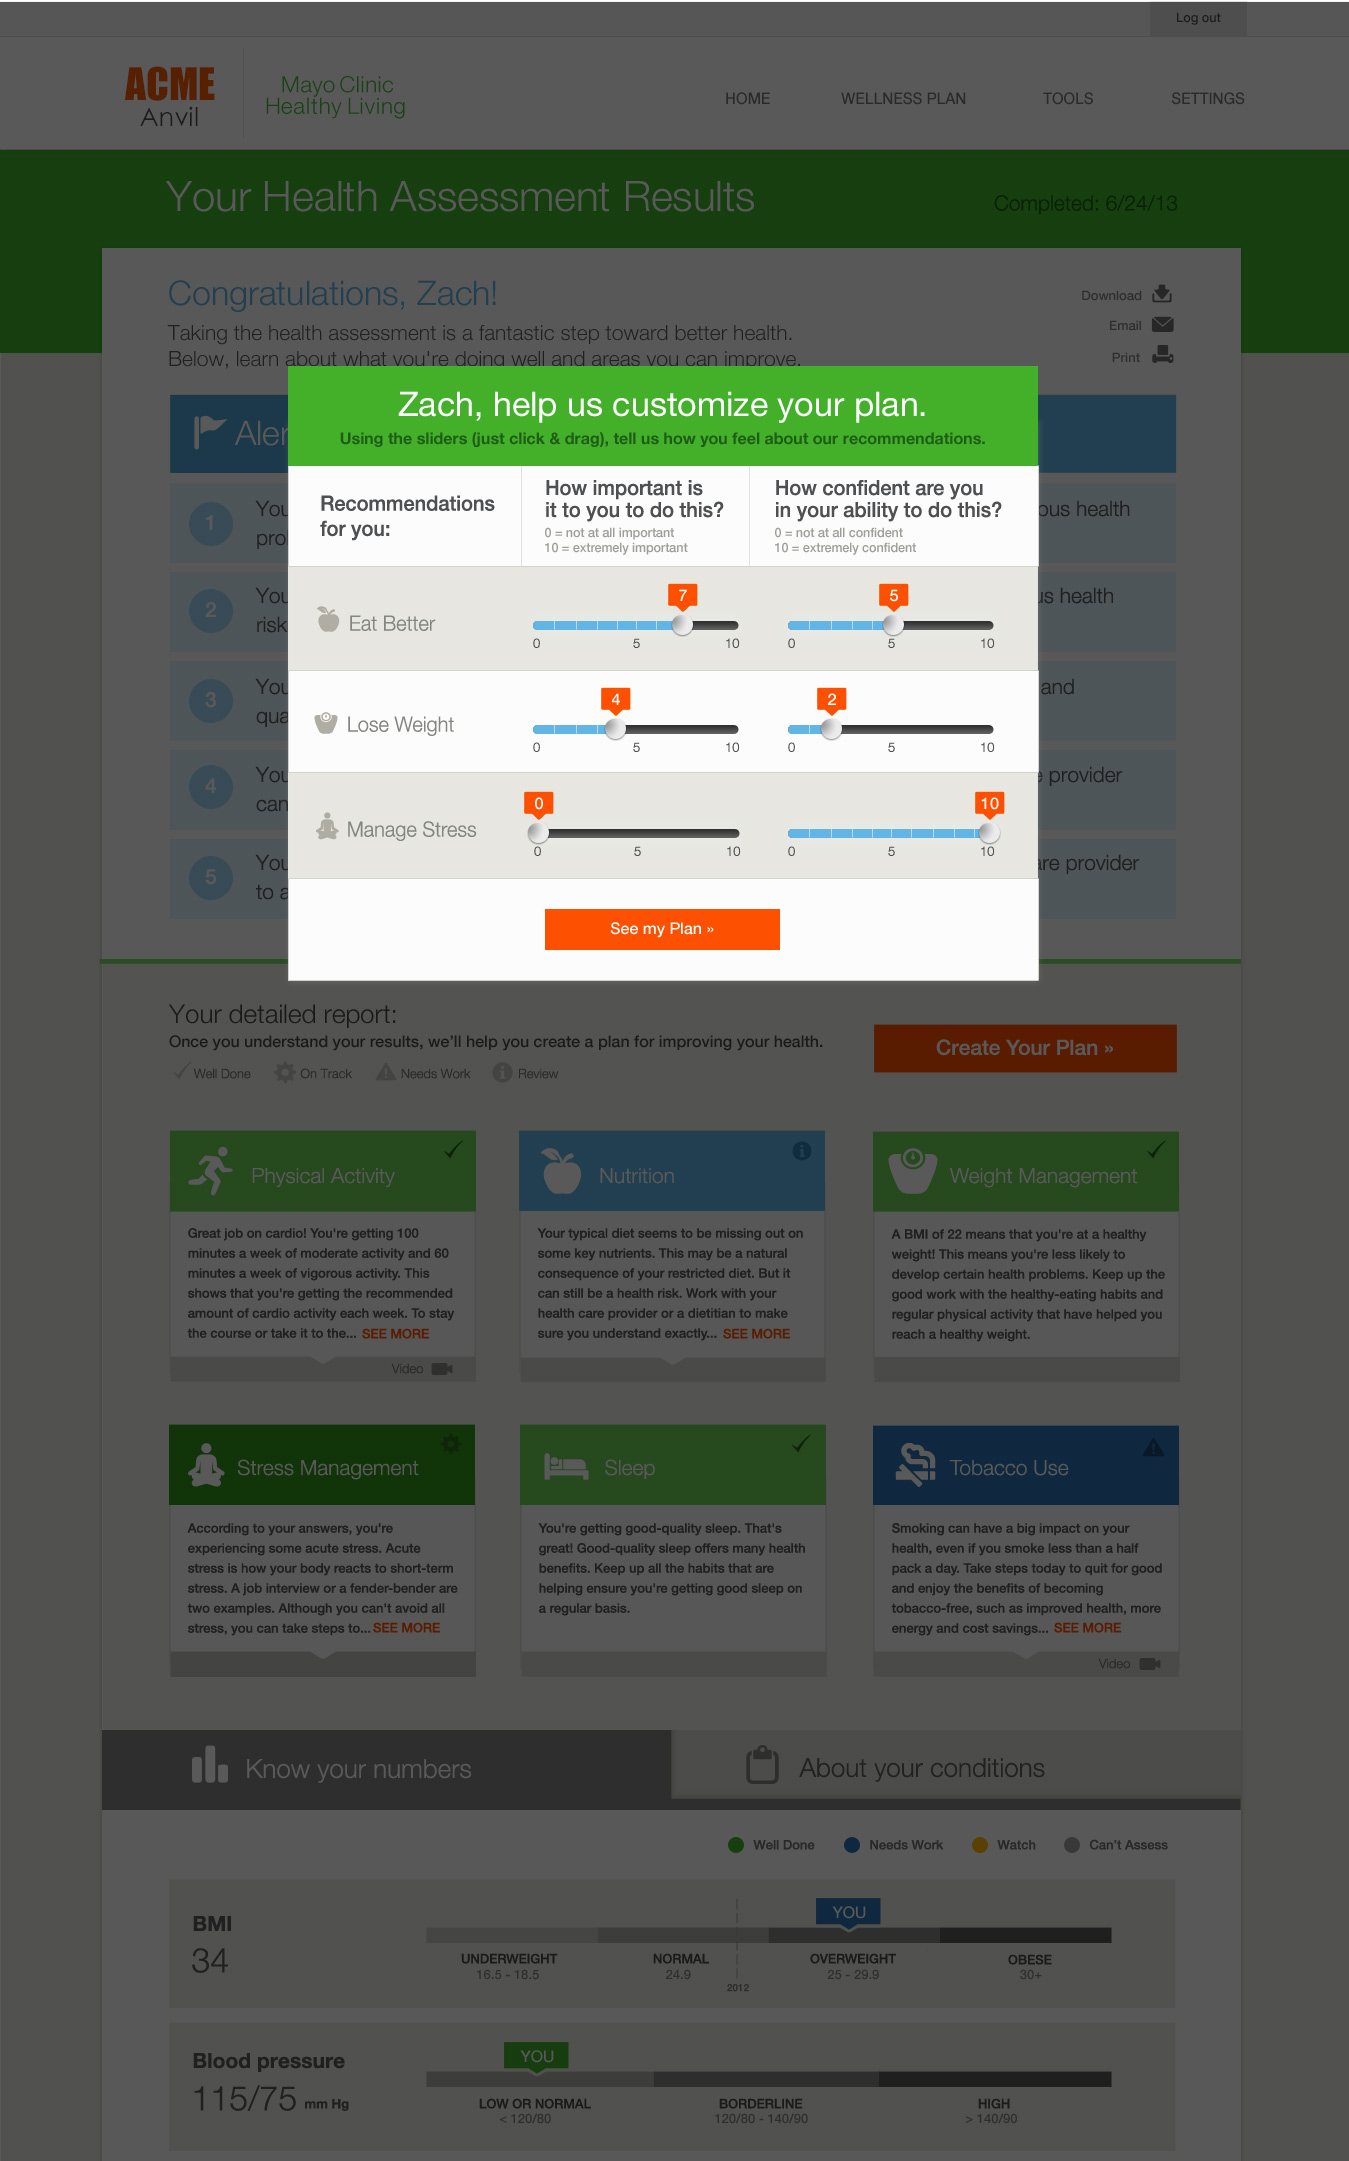 Log out
ACME
Anvil
Mayo Clinic
Healthy Living
HOME
WELLNESS PLAN
TOOLS
SETTINGS
Your Health Assessment Results
Completed: 6/24/13
Congratulations, Zach!
Taking the health assessment is a fantastic step toward better health.
Below, learn about what you're doing well and areas you can improve.
Download
Email
Print
Zach, help us customize your plan.
Using the sliders (just click & drag), tell us how you feel about our recommendations.
Recommendations
for you:
How important is
it to you to do this?
0 = not at all important
10 = extremely important
How confident are you
in your ability to do this?
0 = not at all confident
10 = extremely confident
Eat Better
7
0 5 10
5
0 5 10
Lose Weight
4
0 5 10
2
0 5 10
Manage Stress
0
0 5 10
10
0 5 10
See my Plan »
1
health
2
health
3
and
4
provider
5
provider
Your detailed report:
Once you understand your results, we'll help you create a plan for improving your health.
Well Done
On Track
Needs Work
Review
Create Your Plan »
Physical Activity
Great job on cardio! You're getting 100
minutes a week of moderate activity and 60
minutes a week of vigorous activity. This
shows that you're getting the recommended
amount of cardio activity each week. To stay
the course or take it to the... SEE MORE
Video
Nutrition
Your typical diet seems to be missing out on
some key nutrients. This may be a natural
consequence of your restricted diet. But it
can still be a health risk. Work with your
health care provider or a dietitian to make
sure you understand exactly... SEE MORE
Weight Management
A BMI of 22 means that you're at a healthy
weight! This means you're less likely to
develop certain health problems. Keep up the
good work with the healthy-eating habits and
regular physical activity that have helped you
reach a healthy weight.
Stress Management
According to your answers, you're
experiencing some acute stress. Acute
stress is how your body reacts to short-term
stress. A job interview or a fender-bender are
two examples. Although you can't avoid all
stress, you can take steps to... SEE MORE
Sleep
You're getting good-quality sleep. That's
great! Good-quality sleep offers many health
benefits. Keep up all the habits that are
helping ensure you're getting good sleep on
a regular basis.
Tobacco Use
Smoking can have a big impact on your
health, even if you smoke less than a half
pack a day. Take steps today to quit for good
and enjoy the benefits of becoming
tobacco-free, such as improved health, more
energy and cost savings... SEE MORE
Video
Know your numbers
About your conditions
Well Done
Needs Work
Watch
Can't Assess
BMI
34
YOU
UNDERWEIGHT
16.5 - 18.5
NORMAL
24.9
2012
OVERWEIGHT
25 - 29.9
OBESE
30+
Blood pressure
115/75 mm Hg
YOU
LOW OR NORMAL
< 120/80
BORDERLINE
120/80 - 140/90
HIGH
> 140/90